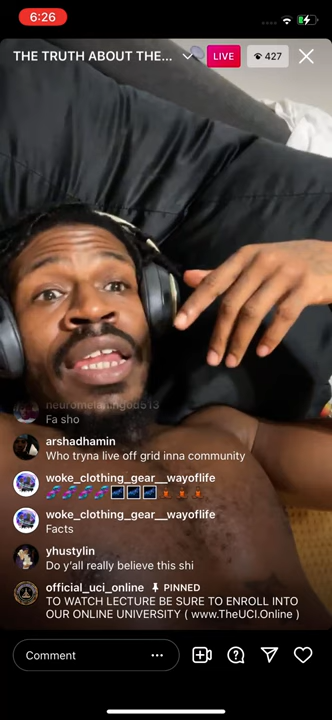 6:26
THE TRUTH ABOUT THE...
LIVE
427
neuromelatingod513
Fa sho
arshadhamin
Who tryna live off grid inna community
woke_clothing_gear__wayoflife
woke_clothing_gear__wayoflife
Facts
yhustylin
Do y'all really believe this shi
official_uci_online PINNED
TO WATCH LECTURE BE SURE TO ENROLL INTO
OUR ONLINE UNIVERSITY ( www.TheUCI.Online )
Comment